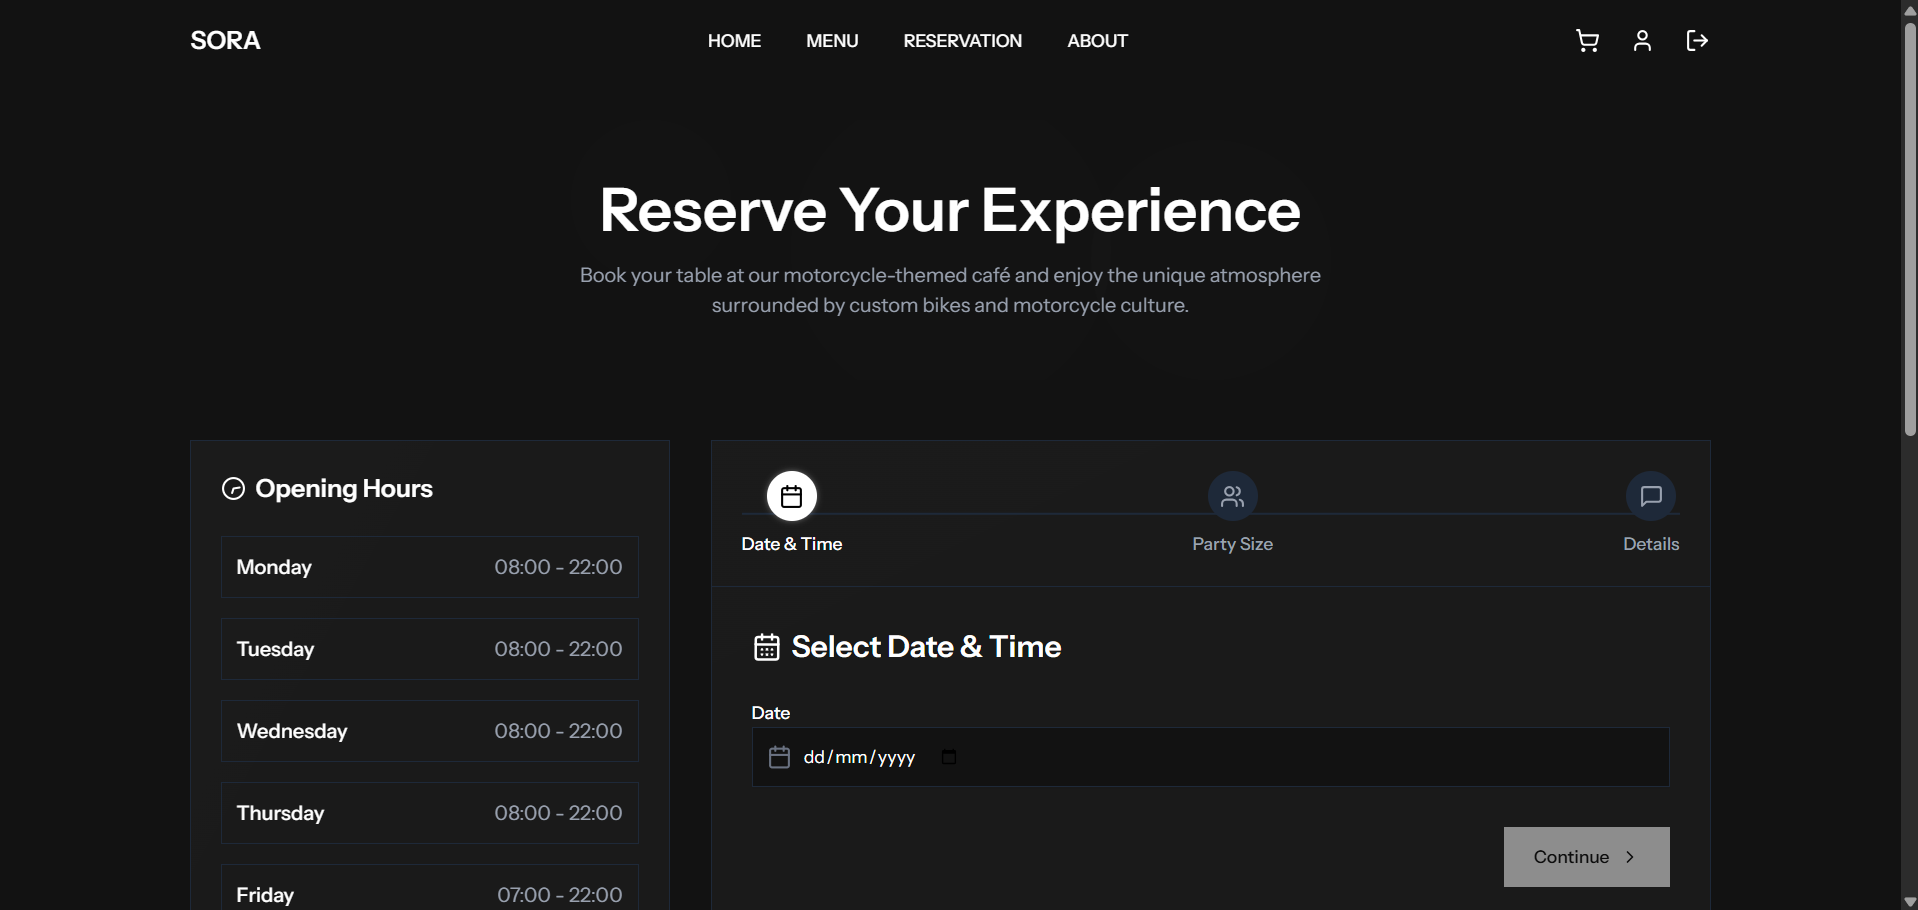 SORA
HOME MENU RESERVATION ABOUT
Reserve Your Experience
Book your table at our motorcycle-themed café and enjoy the unique atmosphere
surrounded by custom bikes and motorcycle culture.
Opening Hours
Monday 08:00 - 22:00
Tuesday 08:00 - 22:00
Wednesday 08:00 - 22:00
Thursday 08:00 - 22:00
Friday 07:00 - 22:00
Date & Time Party Size Details
Select Date & Time
Date
dd/mm/yyyy
Continue